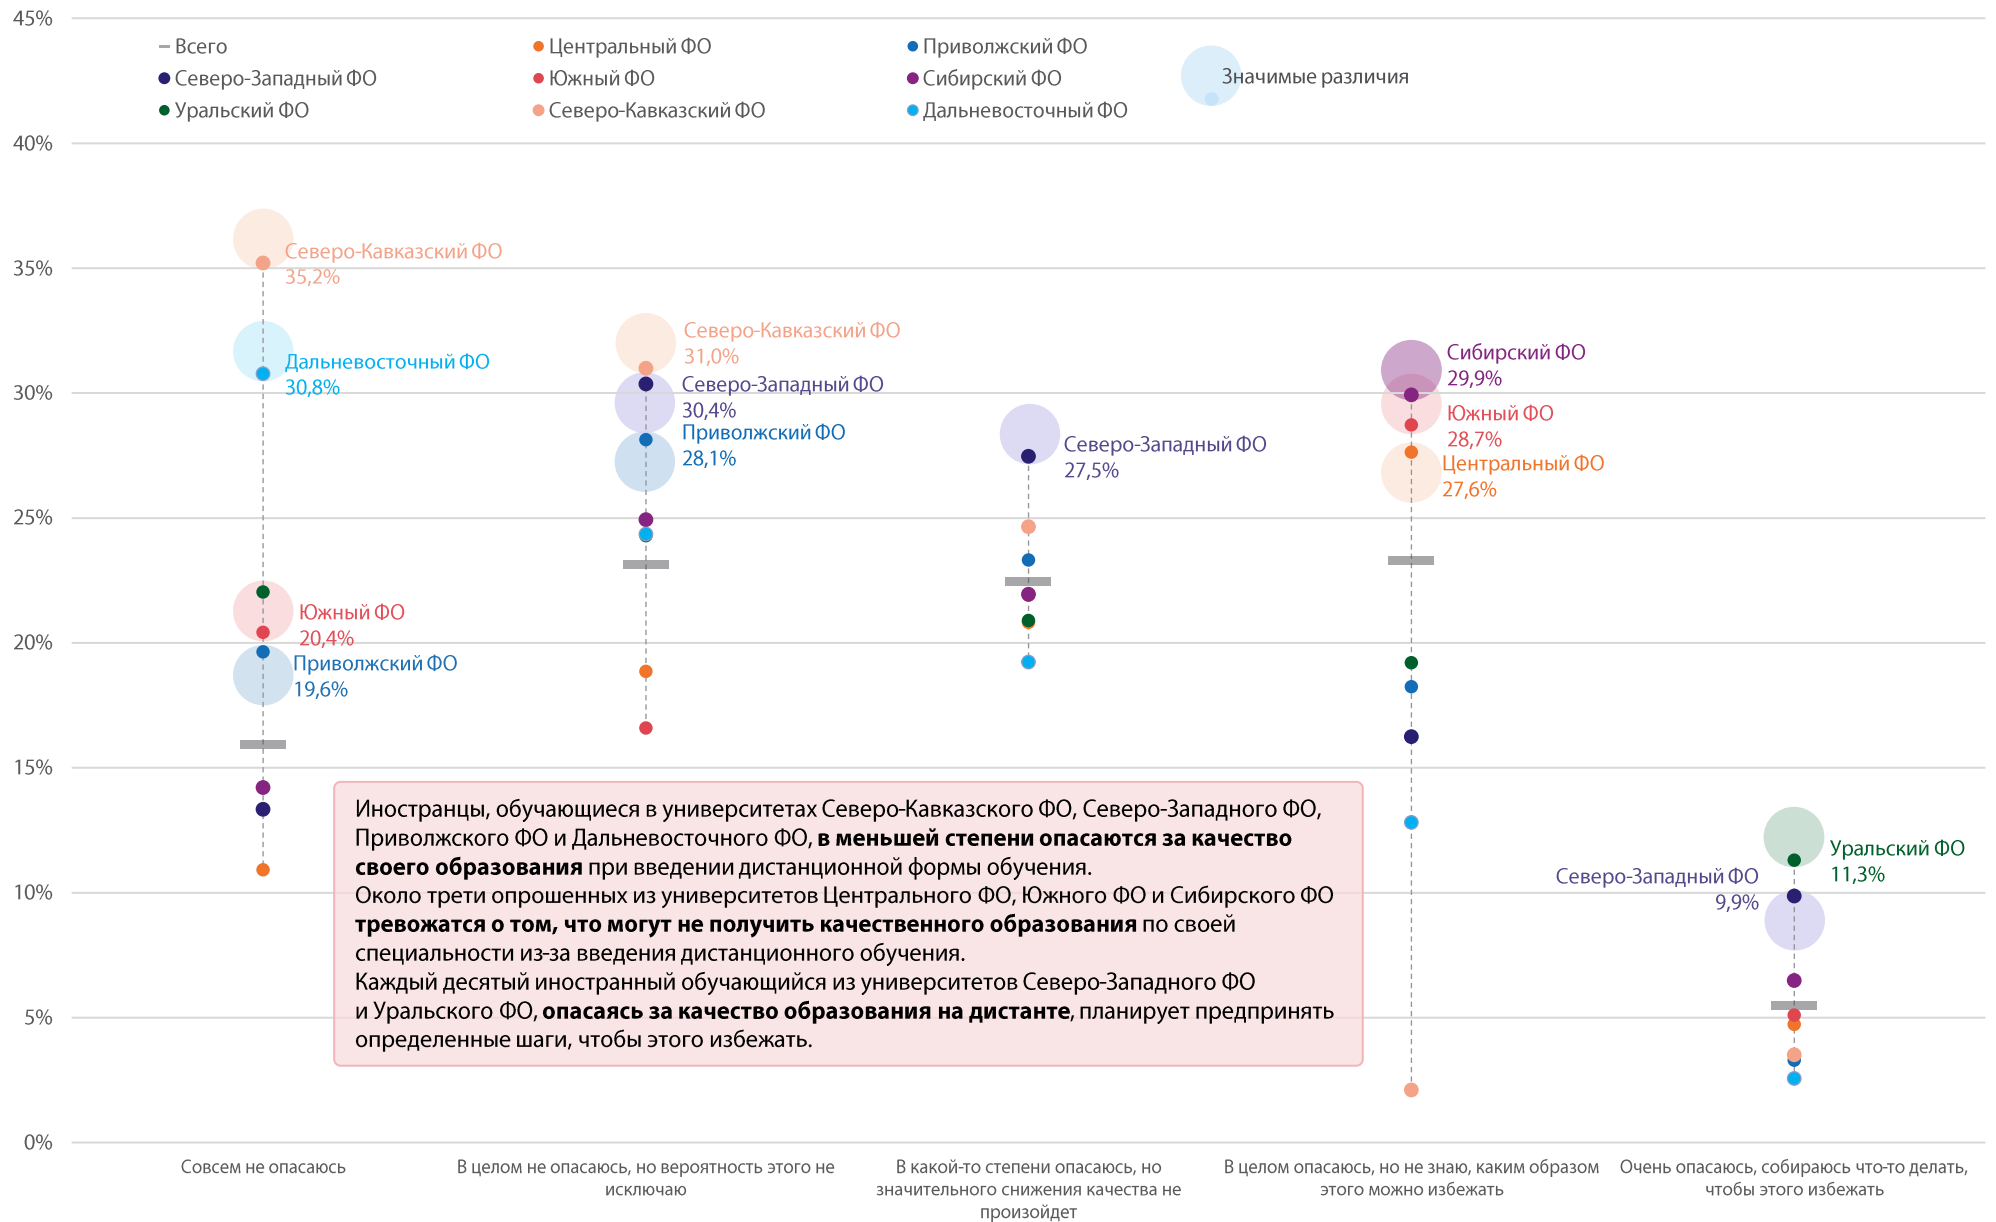 45%
40%
35%
30%
25%
20%
15%
10%
5%
0%
Всего
Северо-Западный ФО
Уральский ФО
Центральный ФО
Южный ФО
Северо-Кавказский ФО
Приволжский ФО
Сибирский ФО
Дальневосточный ФО
Значимые различия
Северо-Кавказский ФО
35,2%
Дальневосточный ФО
30,8%
Южный ФО
20,4%
Приволжский ФО
19,6%
Северо-Кавказский ФО
31,0%
Северо-Западный ФО
30,4%
Приволжский ФО
28,1%
Северо-Западный ФО
27,5%
Сибирский ФО
29,9%
Южный ФО
28,7%
Центральный ФО
27,6%
Уральский ФО
11,3%
Северо-Западный ФО
9,9%
Иностранцы, обучающиеся в университетах Северо-Кавказского ФО, Северо-Западного ФО,
Приволжского ФО и Дальневосточного ФО, в меньшей степени опасаются за качество
своего образования при введении дистанционной формы обучения.
Около трети опрошенных из университетов Центрального ФО, Южного ФО и Сибирского ФО
тревожатся о том, что могут не получить качественного образования по своей
специальности из-за введения дистанционного обучения.
Каждый десятый иностранный обучающийся из университетов Северо-Западного ФО
и Уральского ФО, опасаясь за качество образования на дистанте, планирует предпринять
определенные шаги, чтобы этого избежать.
Совсем не опасаюсь
В целом не опасаюсь, но вероятность этого не
исключаю
В какой-то степени опасаюсь, но
значительного снижения качества не
произойдет
В целом опасаюсь, но не знаю, каким образом
этого можно избежать
Очень опасаюсь, собираюсь что-то делать,
чтобы этого избежать